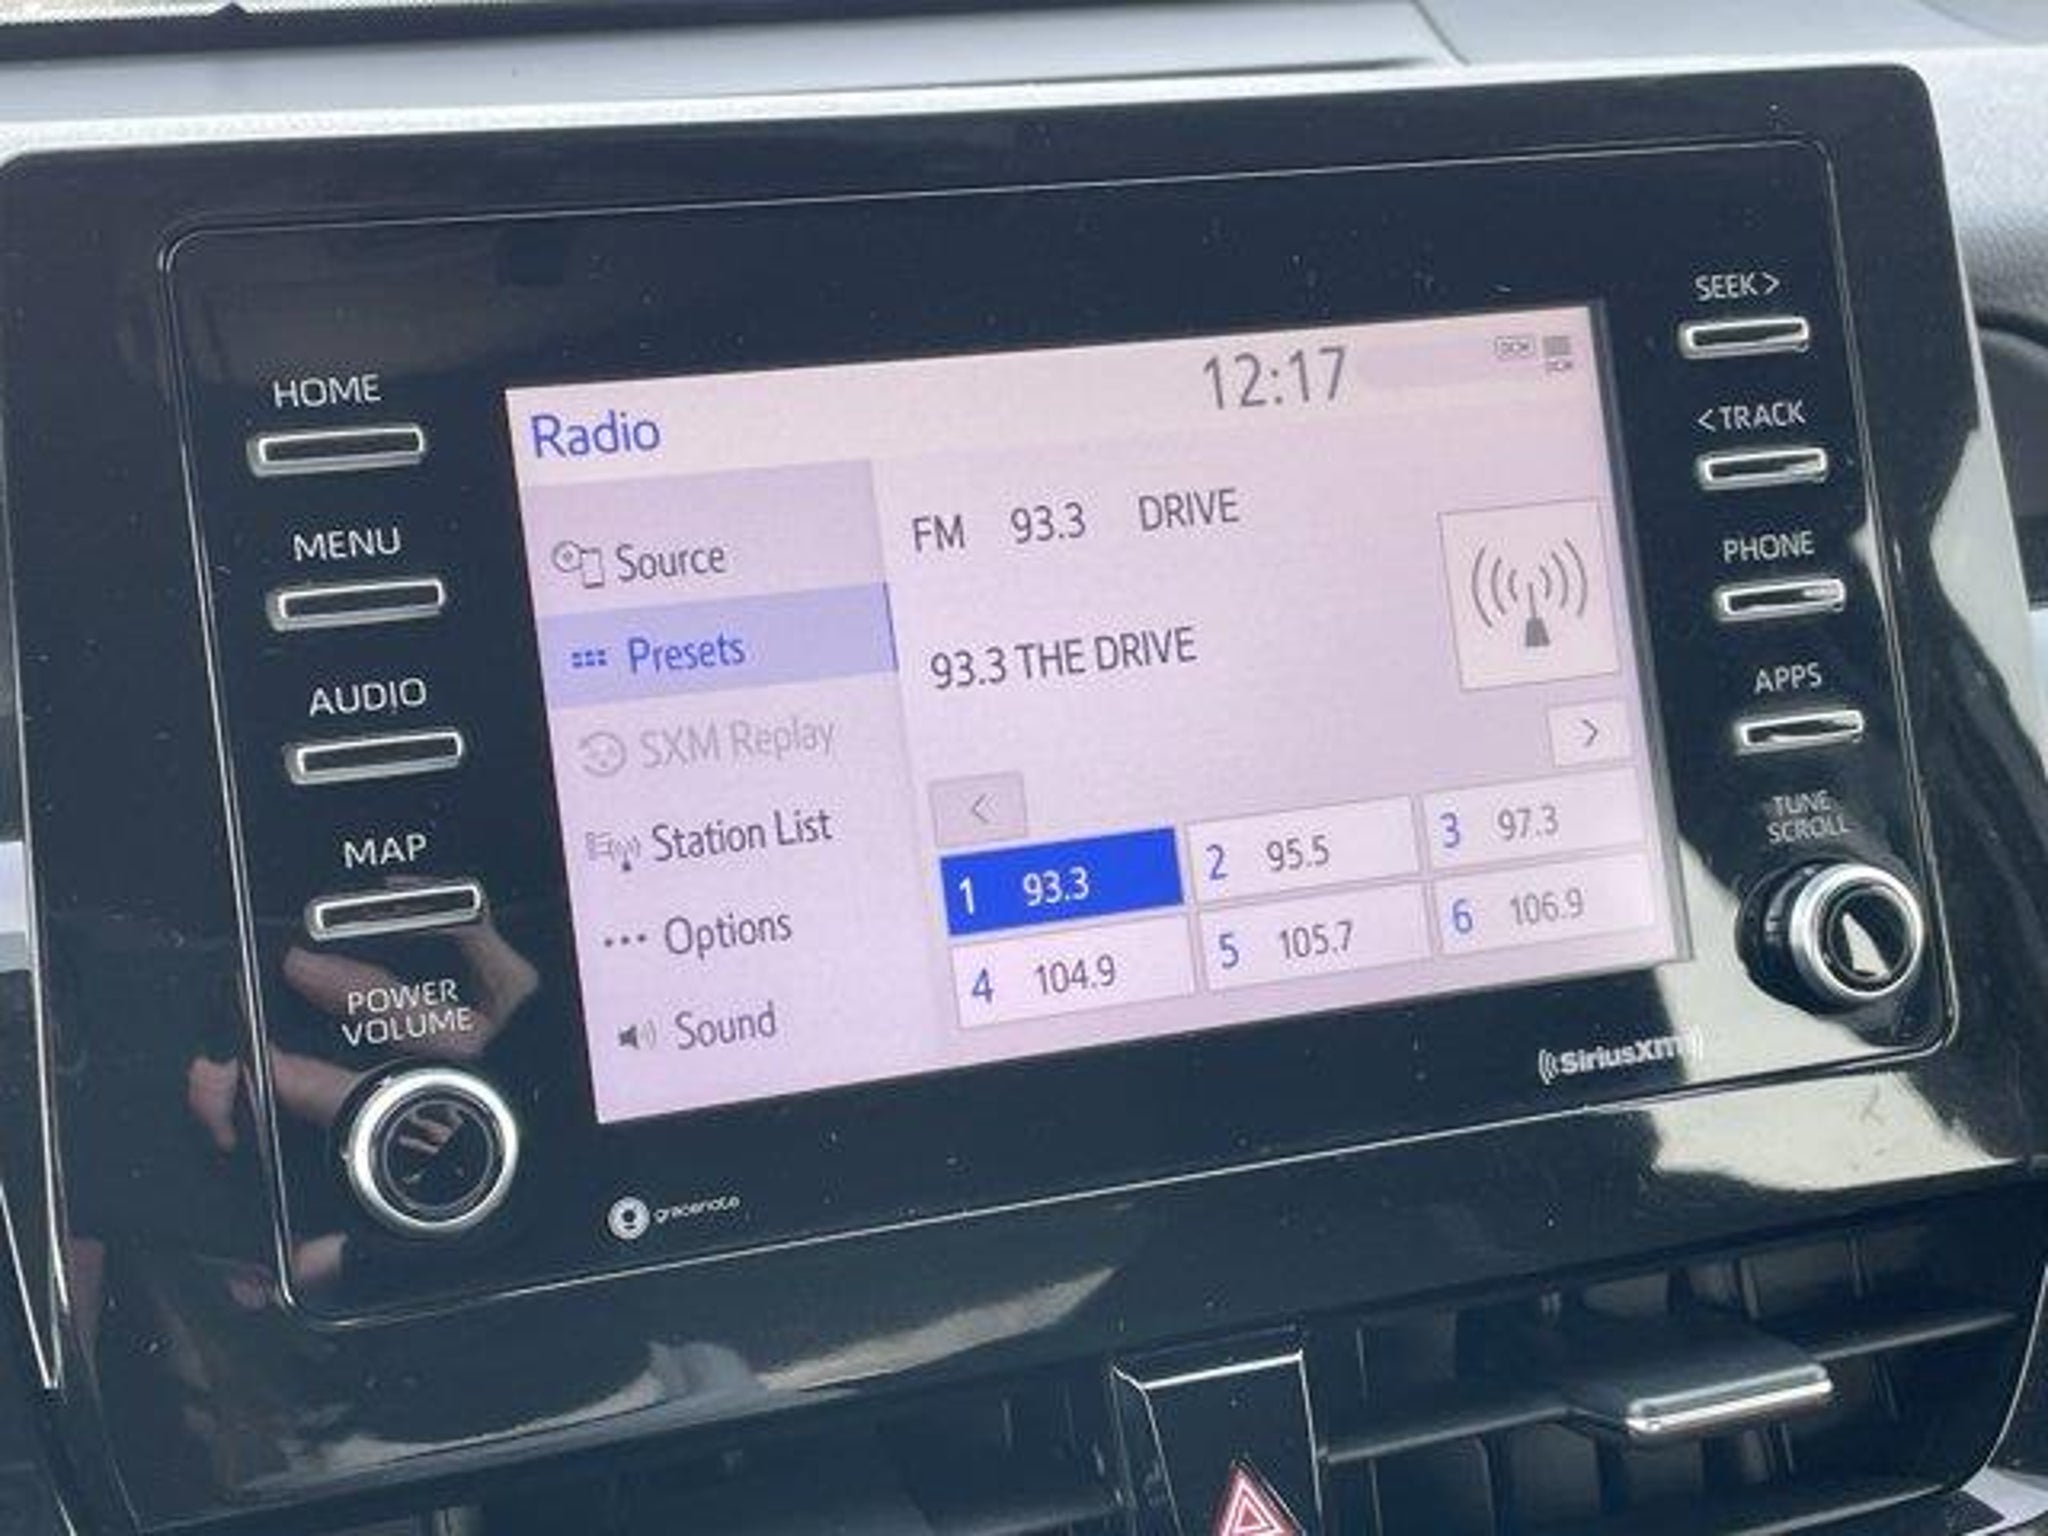 HOME
MENU
AUDIO
MAP
POWER
VOLUME
Radio
12:17
DCM
Source
Presets
SXM Replay
Station List
Options
Sound
FM 93.3 DRIVE
93.3 THE DRIVE
<
>
1 93.3
2 95.5
3 97.3
4 104.9
5 105.7
6 106.9
gracenote
SiriusXM
SEEK >
< TRACK
PHONE
APPS
TUNE
SCROLL